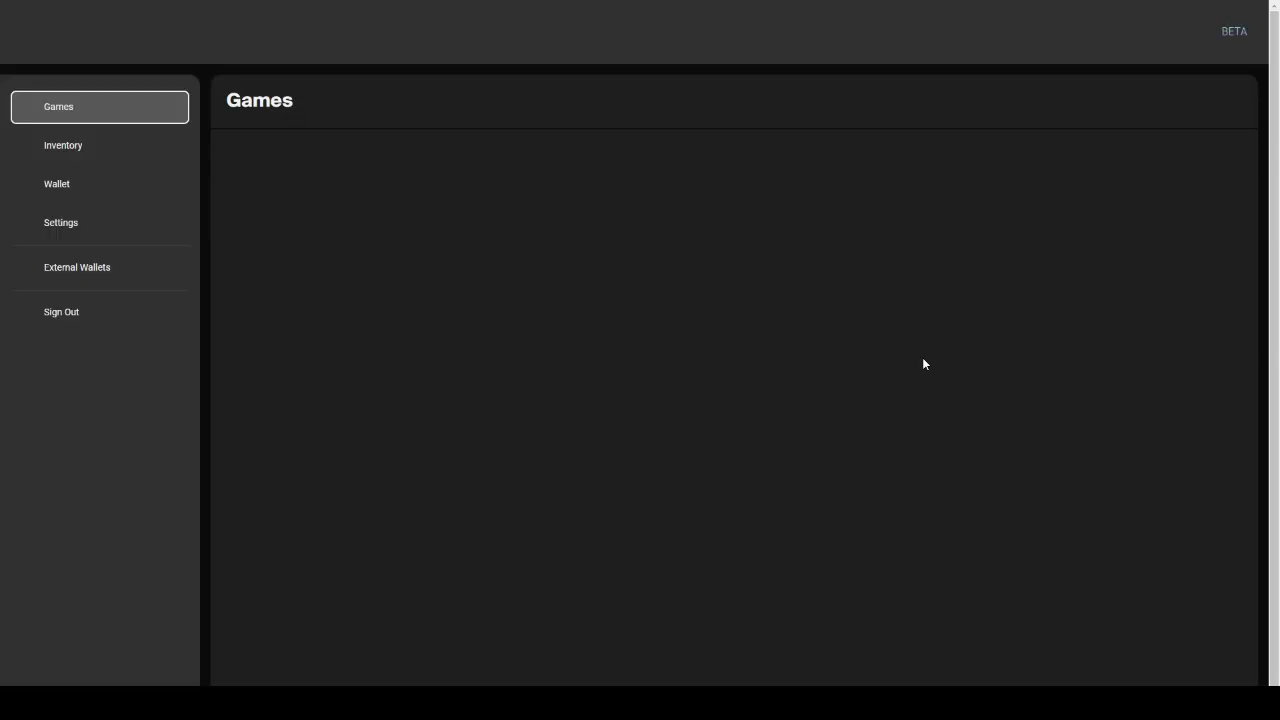 BETA
Games
Inventory
Wallet
Settings
External Wallets
Sign Out
Games